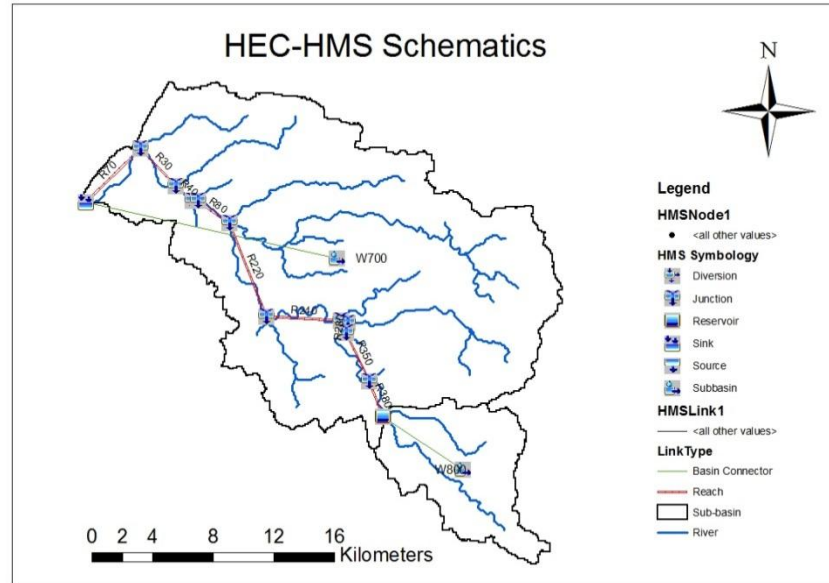 HEC-HMS Schematics
N
R70
R30
R40
R80
R220
W700
R210
R350
R380
W800
0 2 4 8 12 16
Kilometers
Legend
HMSNode1
<all other values>
HMS Symbology
Diversion
Junction
Reservoir
Sink
Source
Subbasin
HMSLink1
<all other values>
LinkType
Basin Connector
Reach
Sub-basin
River